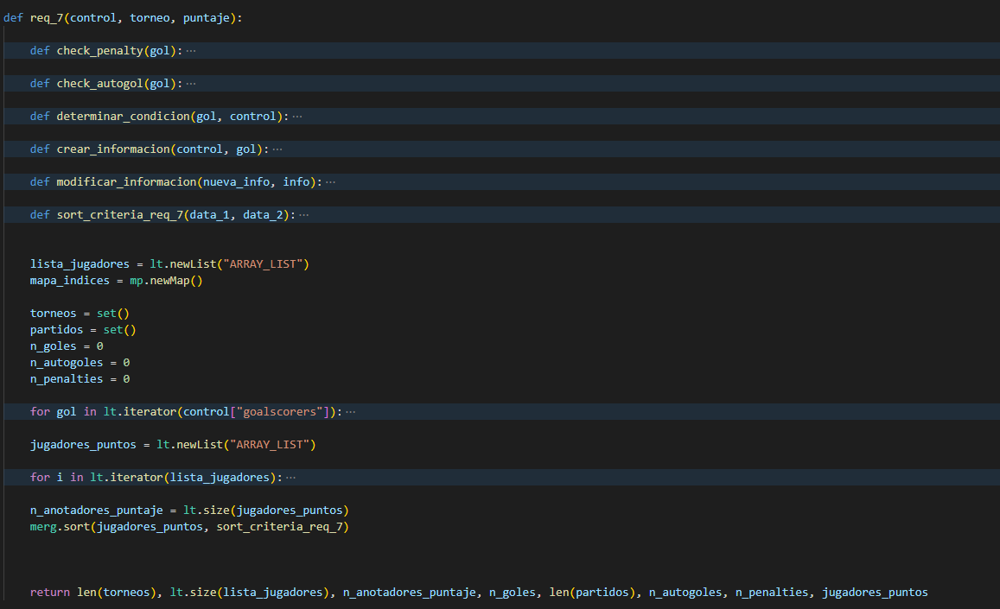 def req_7(control, torneo, puntaje):
def check_penalty(gol): ···
def check_autogol(gol): ···
def determinar_condicion(gol, control): ···
def crear_informacion(control, gol): ···
def modificar_informacion(nueva_info, info): ···
def sort_criteria_req_7(data_1, data_2): ···
lista_jugadores = lt.newList("ARRAY_LIST")
mapa_indices = mp.newMap()
torneos = set()
partidos = set()
n_goles = 0
n_autogoles = 0
n_penalties = 0
for gol in lt.iterator(control["goalscorers"]): ···
jugadores_puntos = lt.newList("ARRAY_LIST")
for i in lt.iterator(lista_jugadores): ···
n_anotadores_puntaje = lt.size(jugadores_puntos)
merg.sort(jugadores_puntos, sort_criteria_req_7)
return len(torneos), lt.size(lista_jugadores), n_anotadores_puntaje, n_goles, len(partidos), n_autogoles, n_penalties, jugadores_puntos